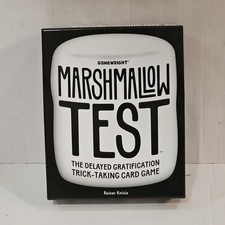 GAMEWRIGHT
MARSHMALLOW
TEST
THE DELAYED GRATIFICATION
TRICK-TAKING CARD GAME
Reiner Knizia